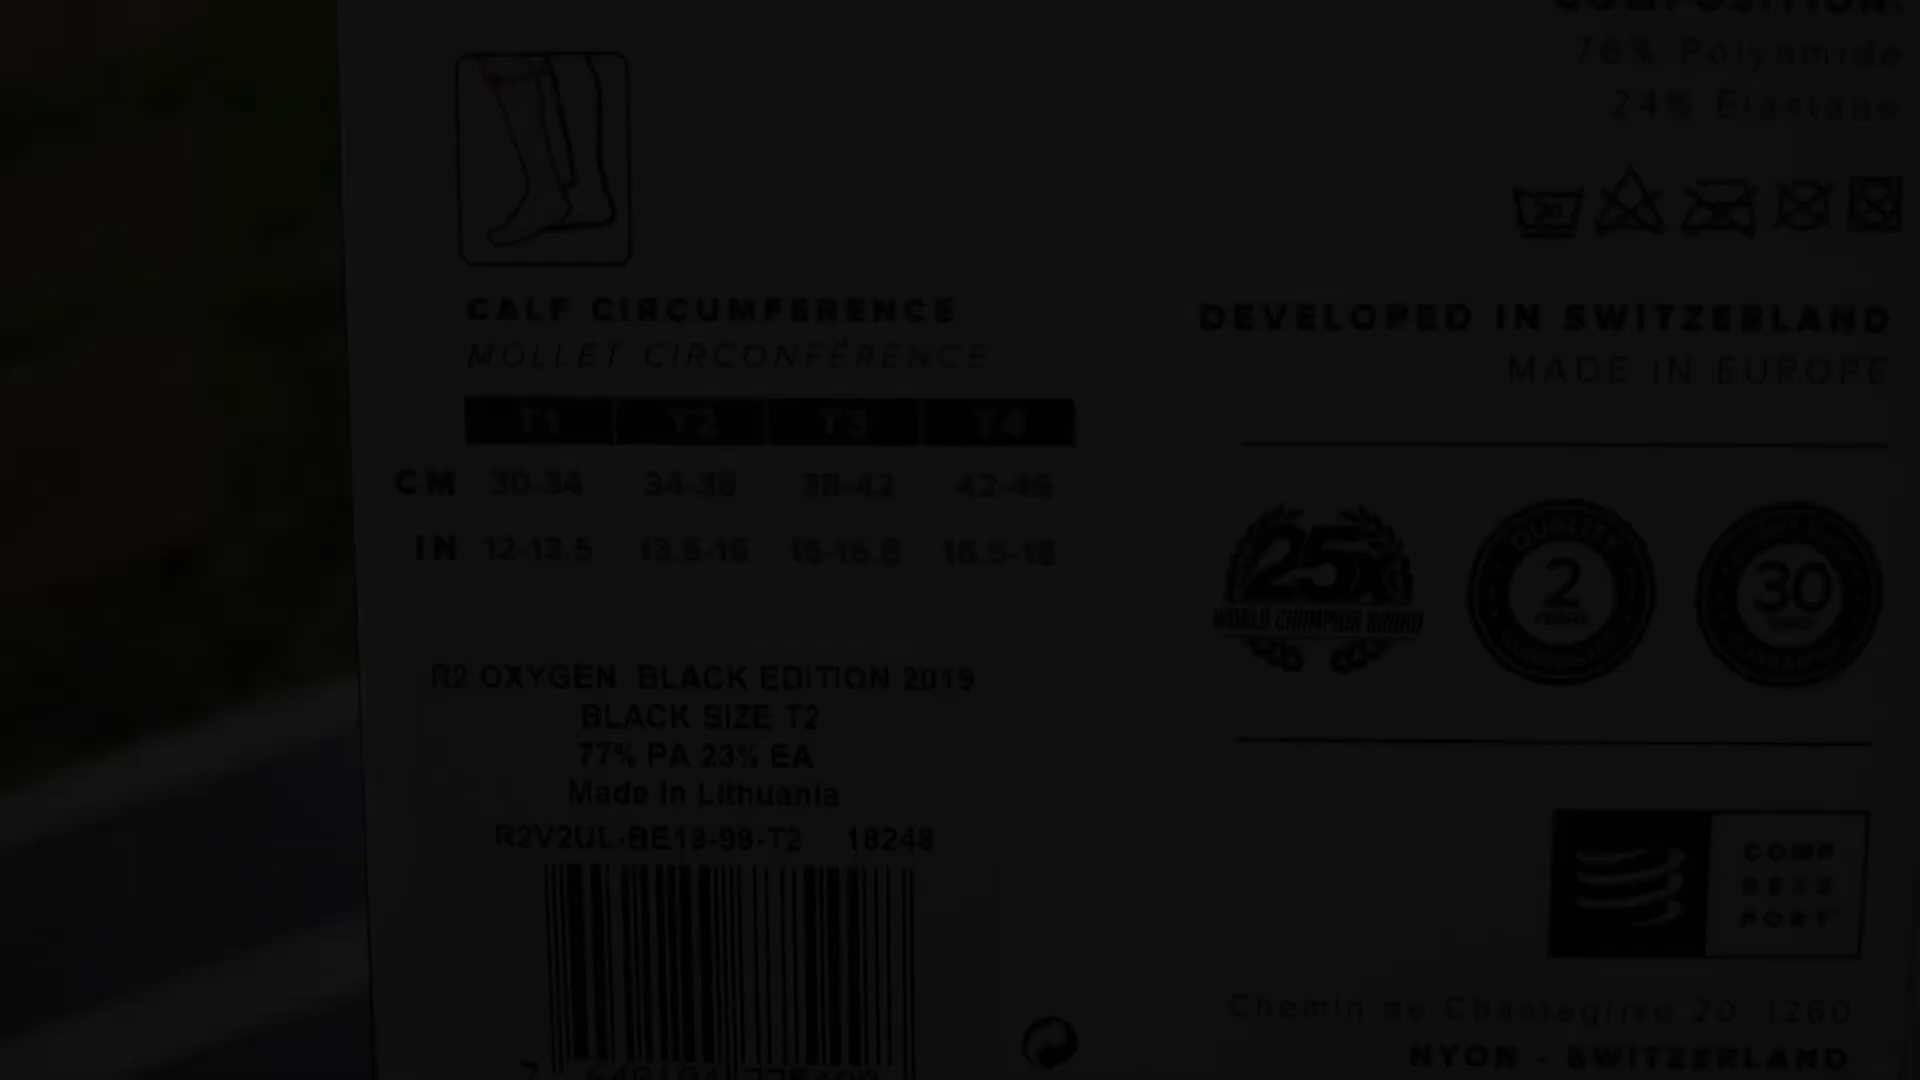 COMPOSITION:
76% Polyamide
24% Elastane
30
CALF CIRCUMFERENCE
MOLLET CIRCONFÉRENCE
T1 T2 T3 T4
CM 30-34 34-38 38-42 42-46
IN 12-13.5 13.5-15 15-16.5 16.5-18
DEVELOPED IN SWITZERLAND
MADE IN EUROPE
25x
WORLD CHAMPION BRAND
QUALITY
2
YEARS
30
DAYS
R2 OXYGEN BLACK EDITION 2019
BLACK SIZE T2
77% PA 23% EA
Made in Lithuania
R2V2UL-BE19-99-T2 18248
COMP
RESS
PORT
Chemin de Chantagrive 20, 1260
NYON - SWITZERLAND